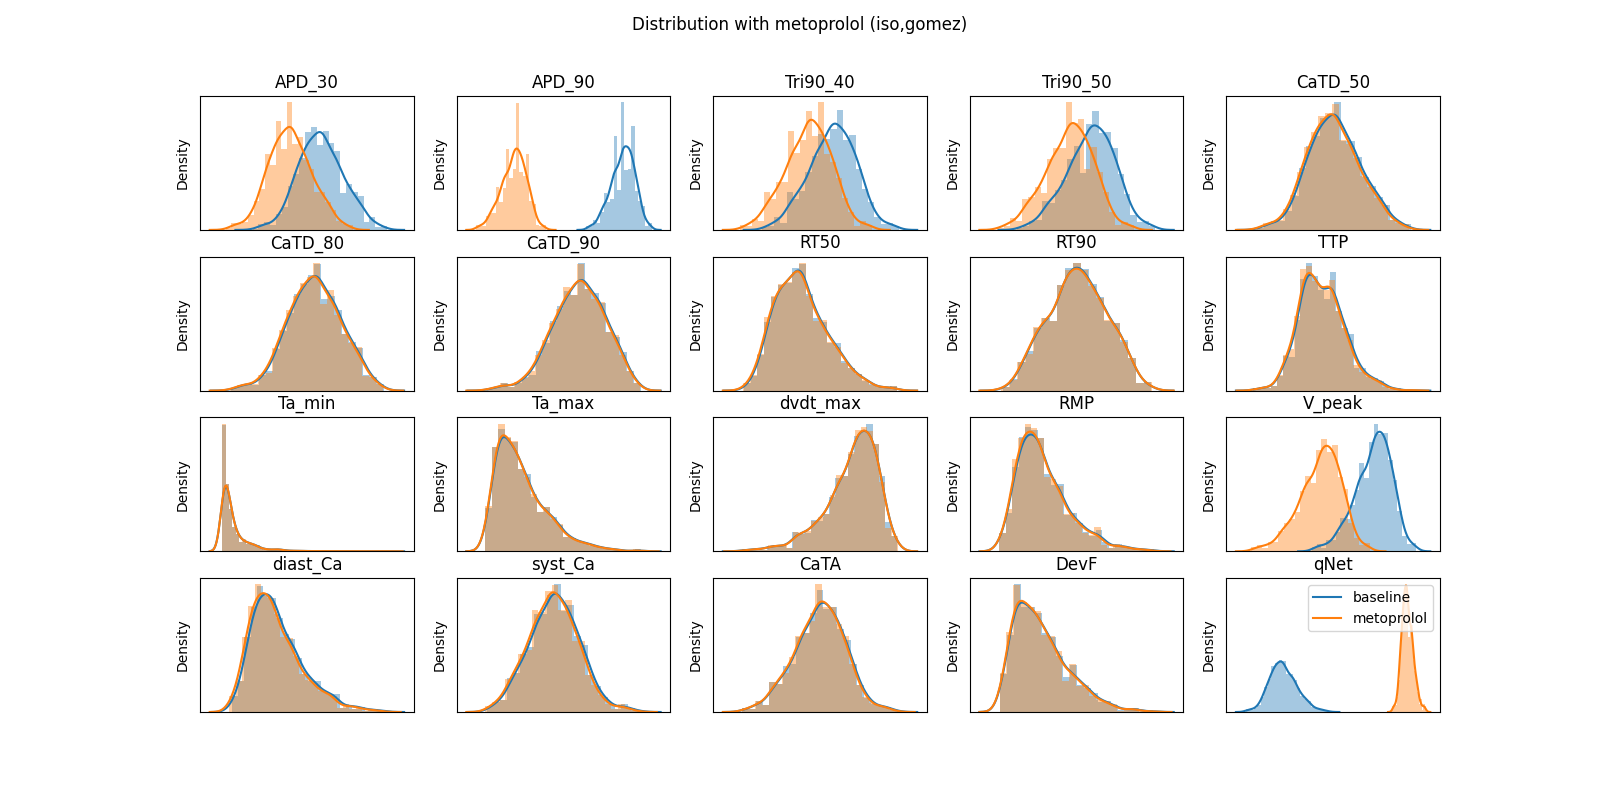 Distribution with metoprolol (iso,gomez)
APD_30
APD_90
Tri90_40
Tri90_50
CaTD_50
Density
Density
Density
Density
Density
CaTD_80
CaTD_90
RT50
RT90
TTP
Density
Density
Density
Density
Density
Ta_min
Ta_max
dvdt_max
RMP
V_peak
Density
Density
Density
Density
Density
diast_Ca
syst_Ca
CaTA
DevF
qNet
Density
Density
Density
Density
Density
baseline
metoprolol